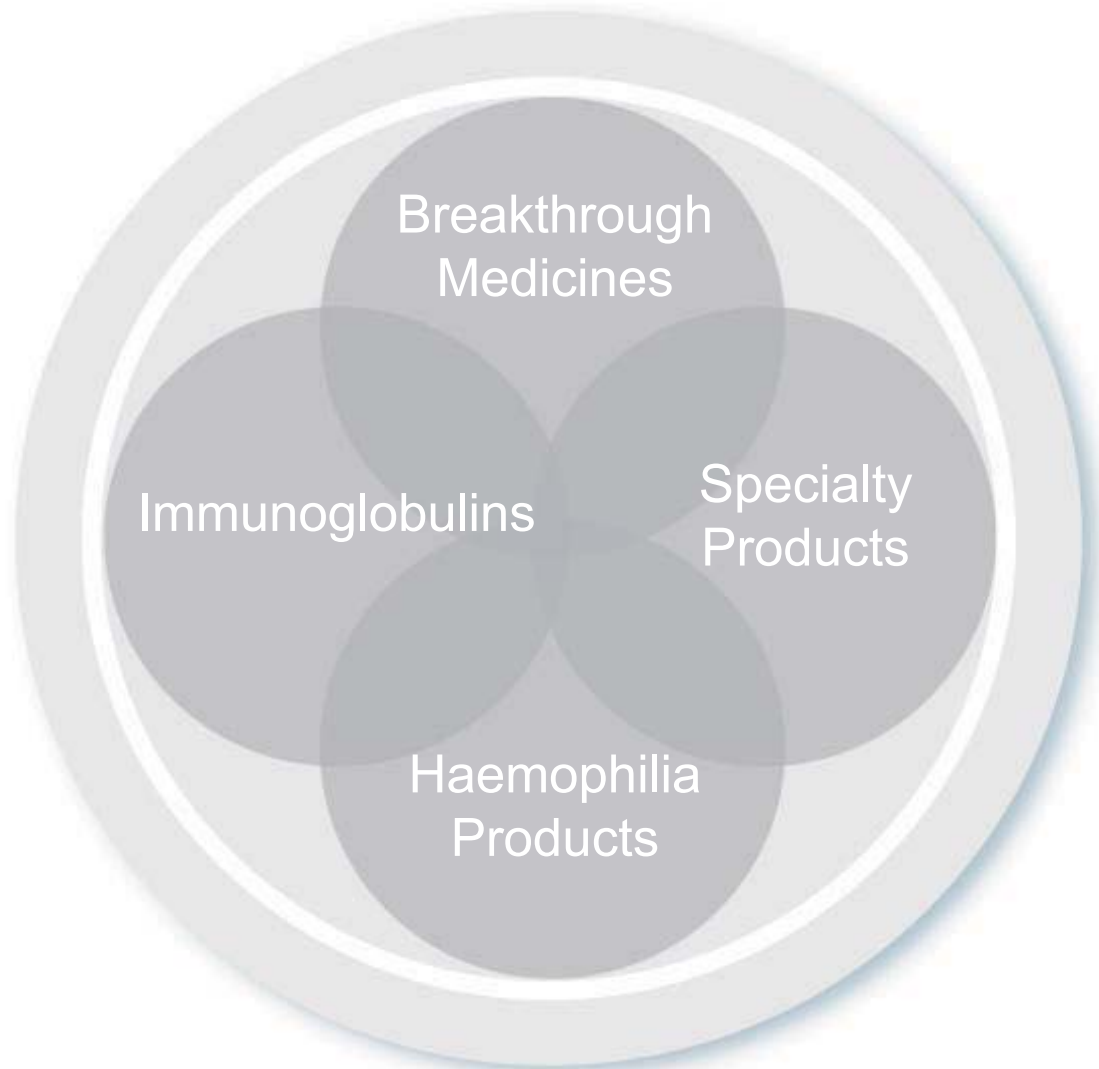 Breakthrough
Medicines
Immunoglobulins
Specialty
Products
Haemophilia
Products